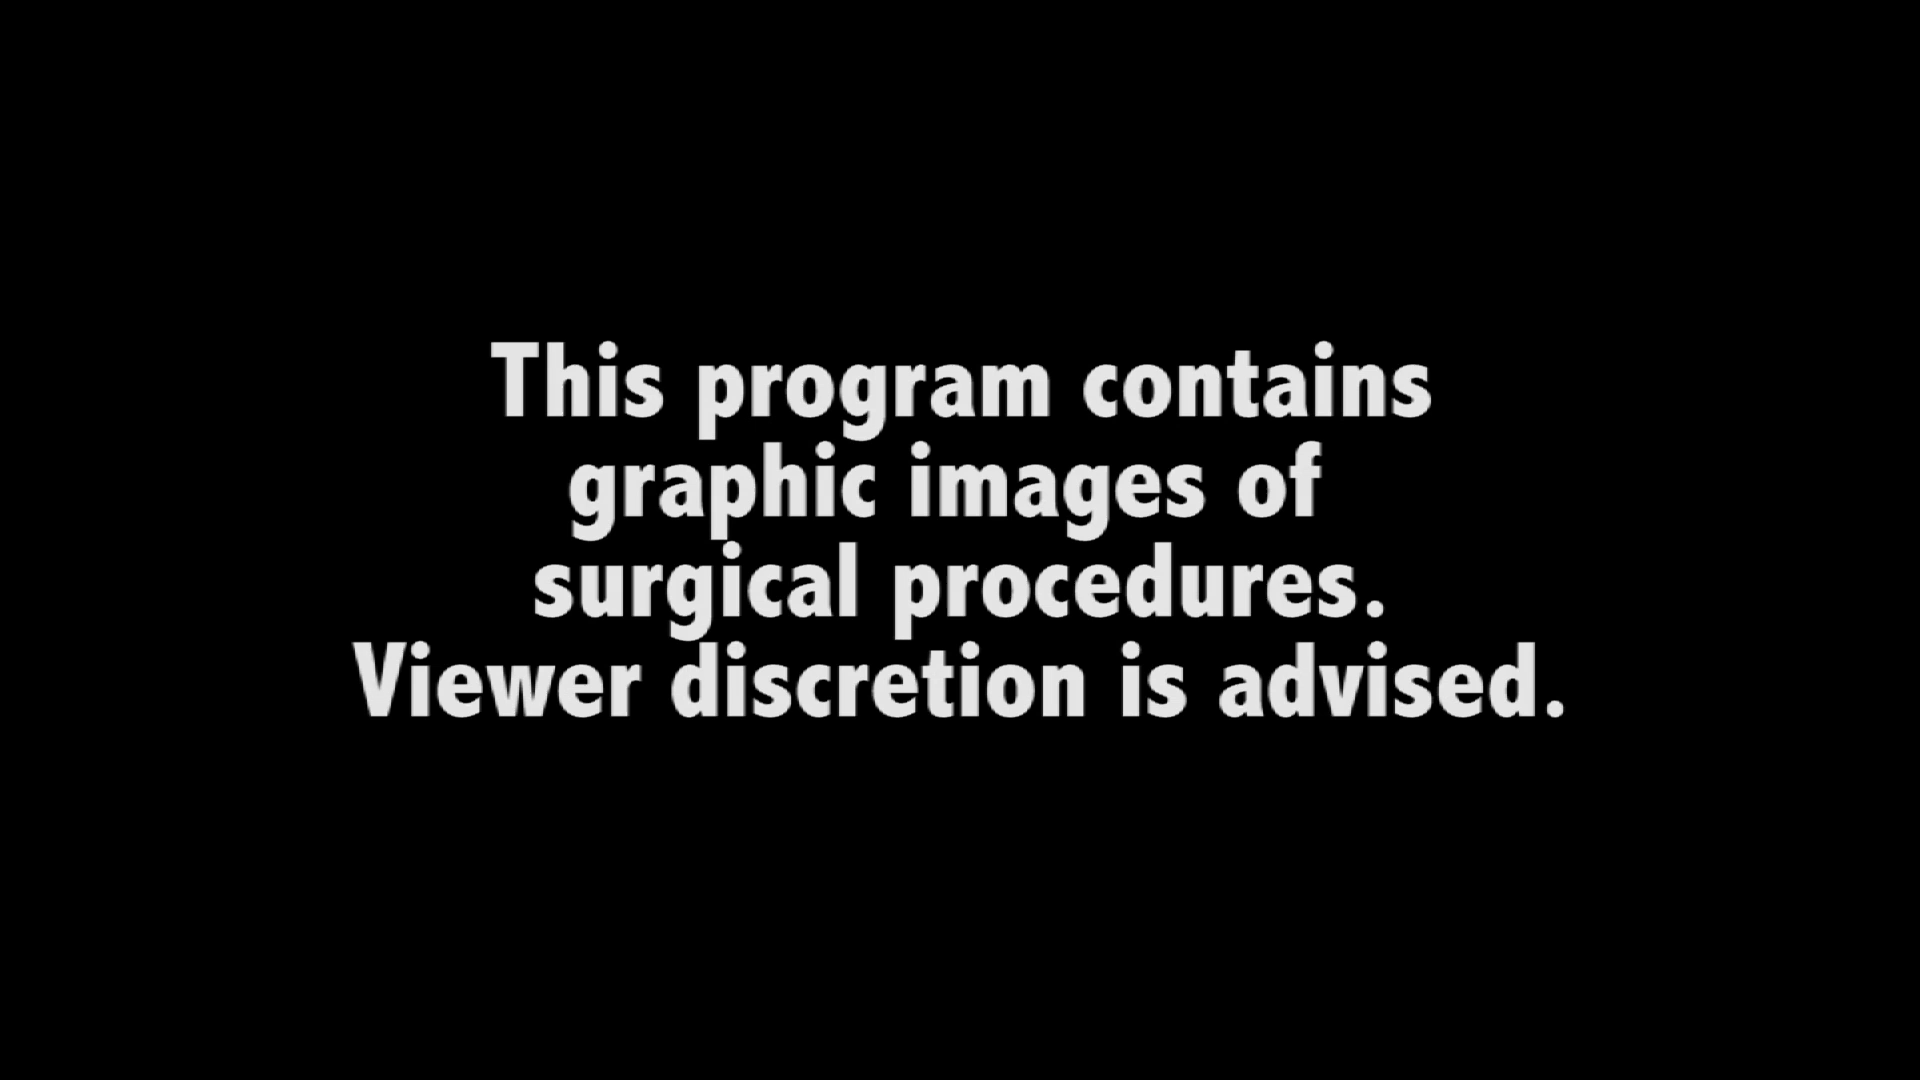 This program contains
graphic images of
surgical procedures.
Viewer discretion is advised.